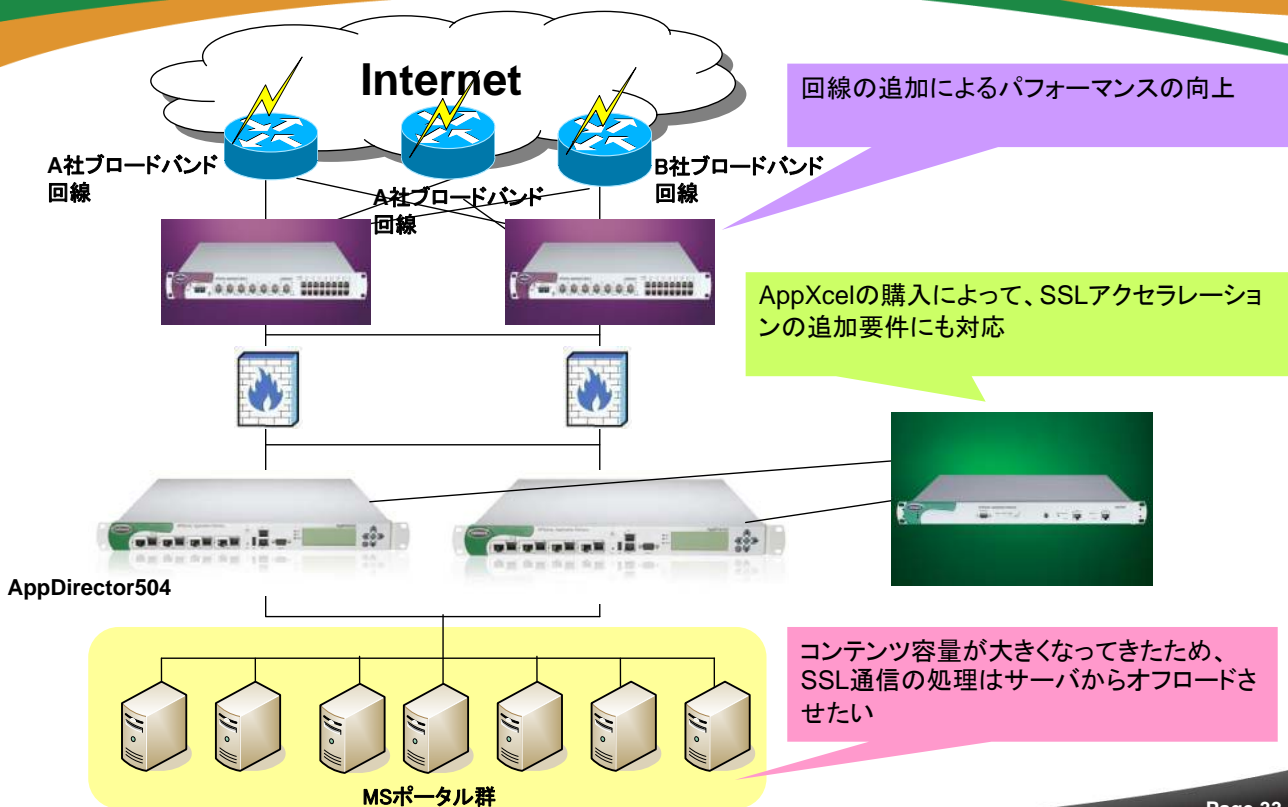 Internet
回線の追加によるパフォーマンスの向上
A社ブロードバンド
回線
A社ブロードバンド
回線
B社ブロードバンド
回線
AppXcelの購入によって、SSLアクセラレーショ
ンの追加要件にも対応
AppDirector504
コンテンツ容量が大きくなってきたため、
SSL通信の処理はサーバからオフロードさ
せたい
MSポータル群